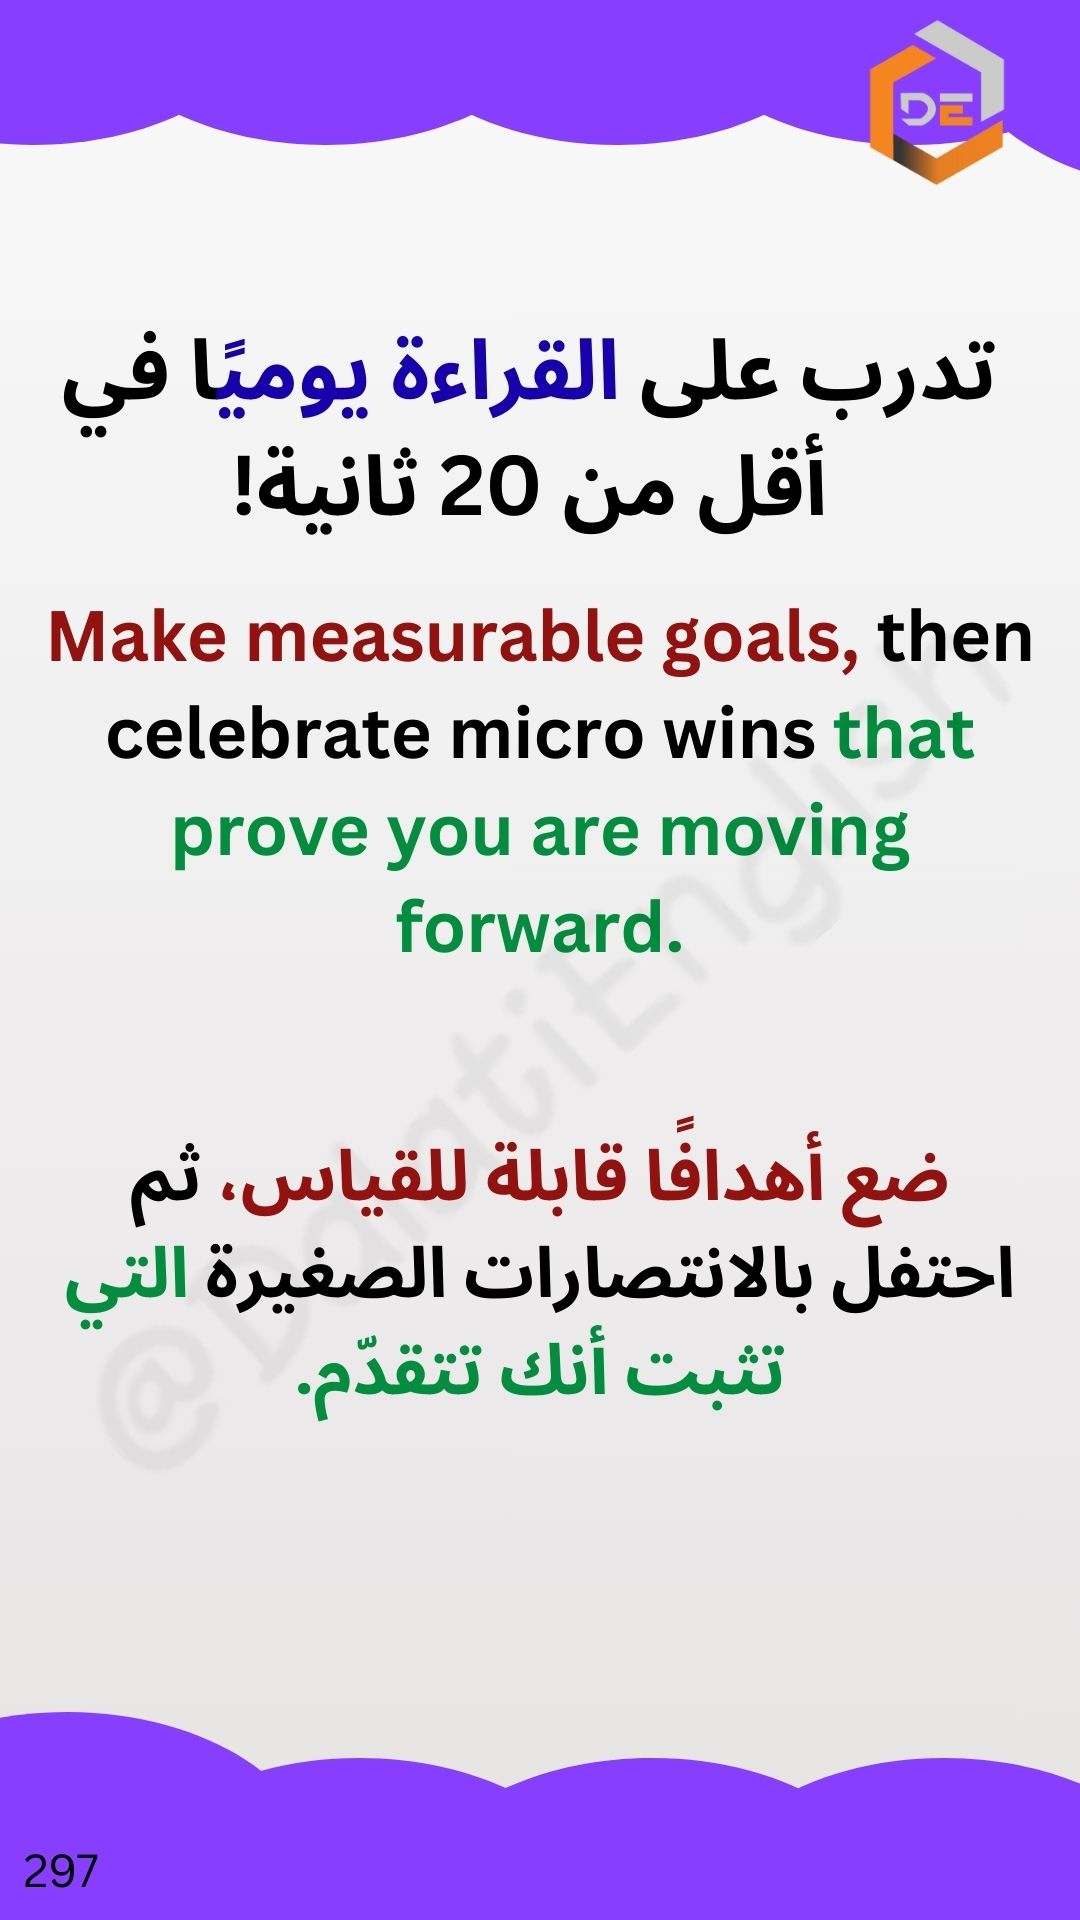 DE
تدرب على القراءة يوميًا في
أقل من 20 ثانية!
Make measurable goals, then
celebrate micro wins that
prove you are moving
forward.
@DalatiEnglish
ضع أهدافًا قابلة للقياس، ثم
احتفل بالانتصارات الصغيرة التي
تثبت أنك تتقدّم.
297